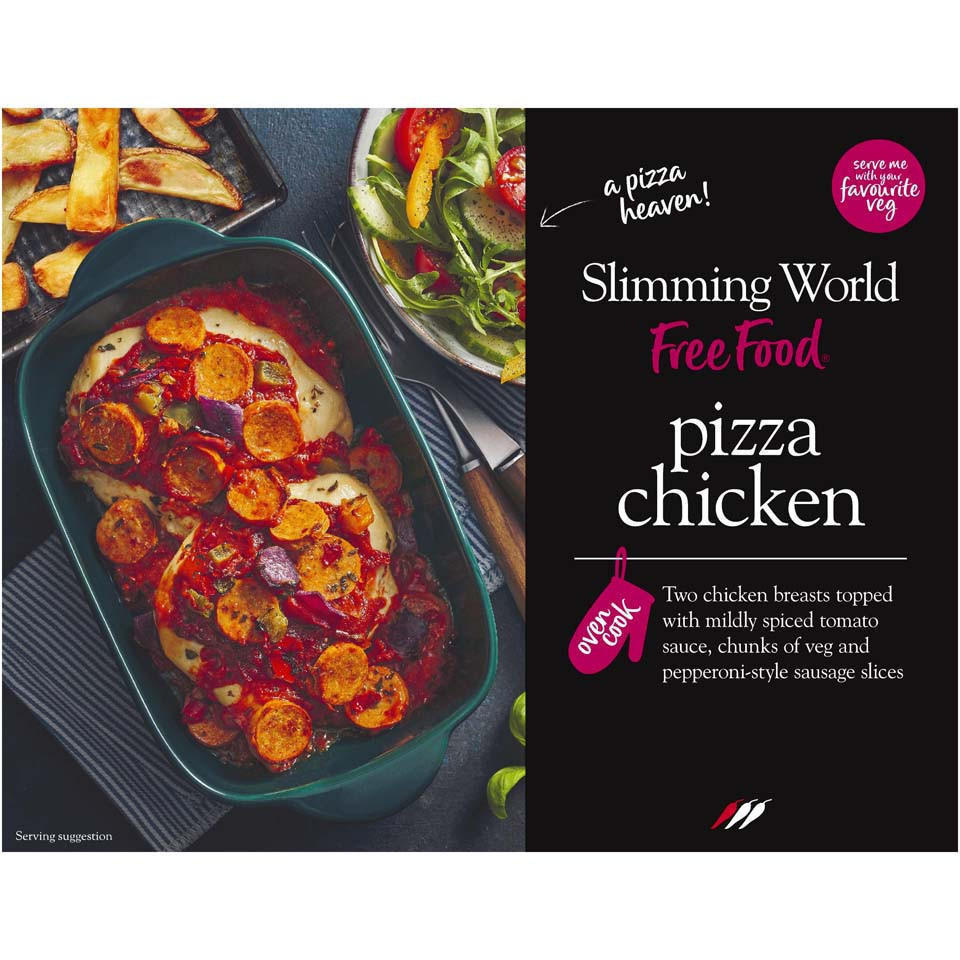 a pizza
heaven!
serve me
with your
favourite
veg
Slimming World
Free Food®
pizza
chicken
oven
cook
Two chicken breasts topped
with mildly spiced tomato
sauce, chunks of veg and
pepperoni-style sausage slices
Serving suggestion